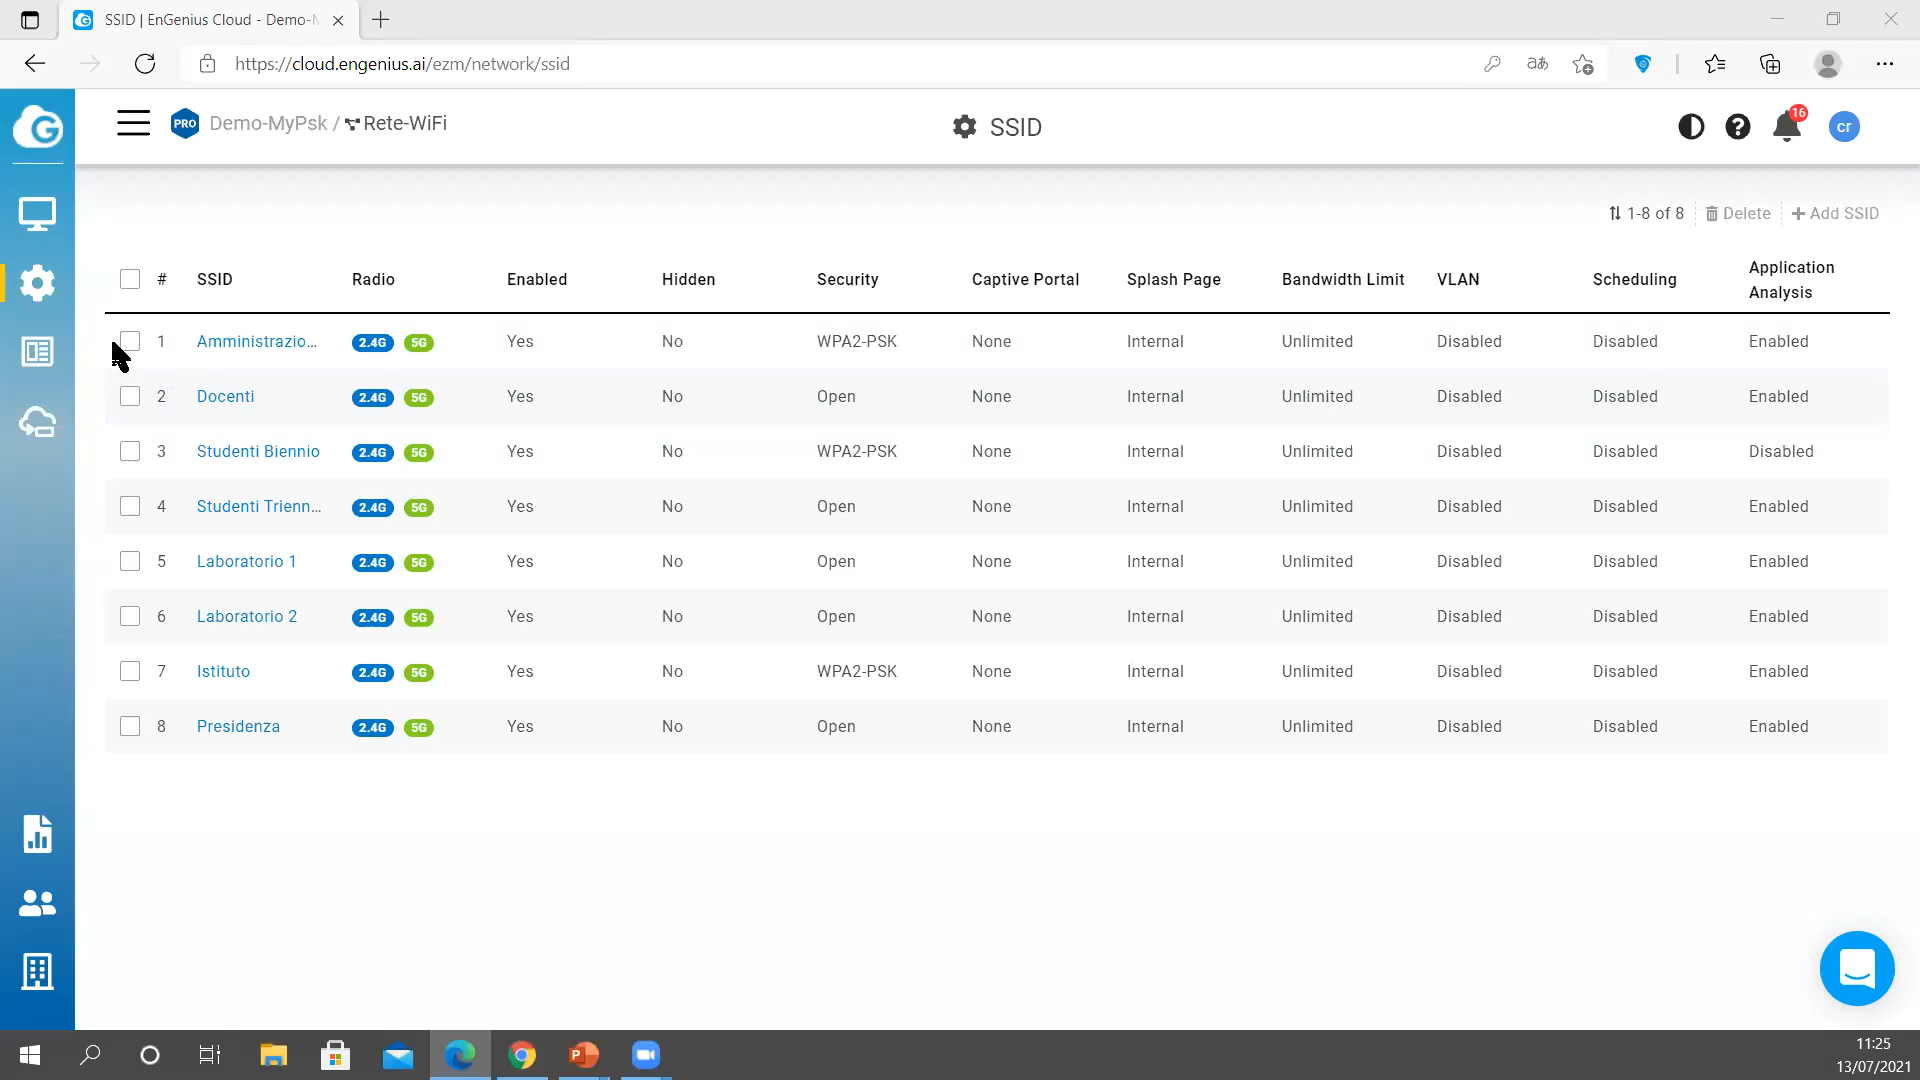 SSID | EnGenius Cloud - Demo-M
https://cloud.engenius.ai/ezm/network/ssid
PRO Demo-MyPsk / Rete-WiFi
SSID
16
cr
1-8 of 8 Delete + Add SSID
# SSID Radio Enabled Hidden Security Captive Portal Splash Page Bandwidth Limit VLAN Scheduling Application Analysis
1 Amministrazio... 2.4G 5G Yes No WPA2-PSK None Internal Unlimited Disabled Disabled Enabled
2 Docenti 2.4G 5G Yes No Open None Internal Unlimited Disabled Disabled Enabled
3 Studenti Biennio 2.4G 5G Yes No WPA2-PSK None Internal Unlimited Disabled Disabled Disabled
4 Studenti Trienn... 2.4G 5G Yes No Open None Internal Unlimited Disabled Disabled Enabled
5 Laboratorio 1 2.4G 5G Yes No Open None Internal Unlimited Disabled Disabled Enabled
6 Laboratorio 2 2.4G 5G Yes No Open None Internal Unlimited Disabled Disabled Enabled
7 Istituto 2.4G 5G Yes No WPA2-PSK None Internal Unlimited Disabled Disabled Enabled
8 Presidenza 2.4G 5G Yes No Open None Internal Unlimited Disabled Disabled Enabled
11:25
13/07/2021